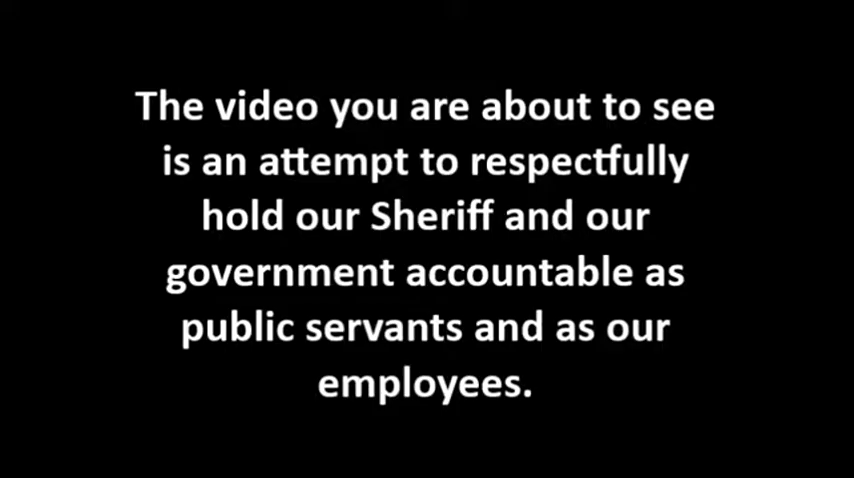 The video you are about to see
is an attempt to respectfully
hold our Sheriff and our
government accountable as
public servants and as our
employees.